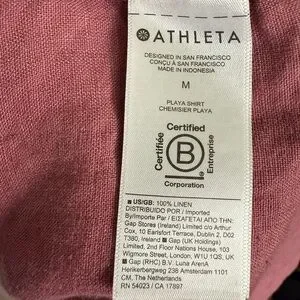 ATHLETA
DESIGNED IN SAN FRANCISCO
CONÇU À SAN FRANCISCO
MADE IN INDONESIA
M
PLAYA SHIRT
CHEMISIER PLAYA
Certified
Certifiée
B
Entreprise
Corporation
US/GB: 100% LINEN
DISTRIBUIDO POR / Imported
By/Importe Par / ΕΙΣΑΓΕΤΑΙ ΑΠΟ ΤΗΝ:
Gap Stores (Ireland) Limited c/o Arthur
Cox, 10 Earlsfort Terrace, Dublin 2, D02
T380, Ireland Gap (UK Holdings)
Limited, 2nd Floor Nations House, 103
Wigmore Street, London, W1U 1QS, UK
Gap (RHC) B.V. Luna ArenA
Herikerbergweg 238 Amsterdam 1101
CM, The Netherlands
RN 54023 / CA 17897